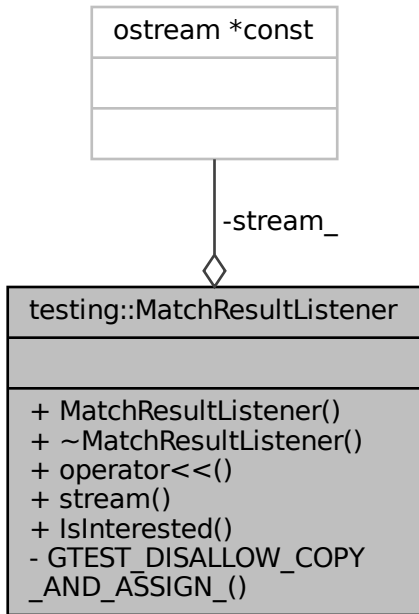 ostream *const
-stream_
testing::MatchResultListener
+ MatchResultListener()
+ ~MatchResultListener()
+ operator<<()
+ stream()
+ IsInterested()
- GTEST_DISALLOW_COPY
_AND_ASSIGN_()